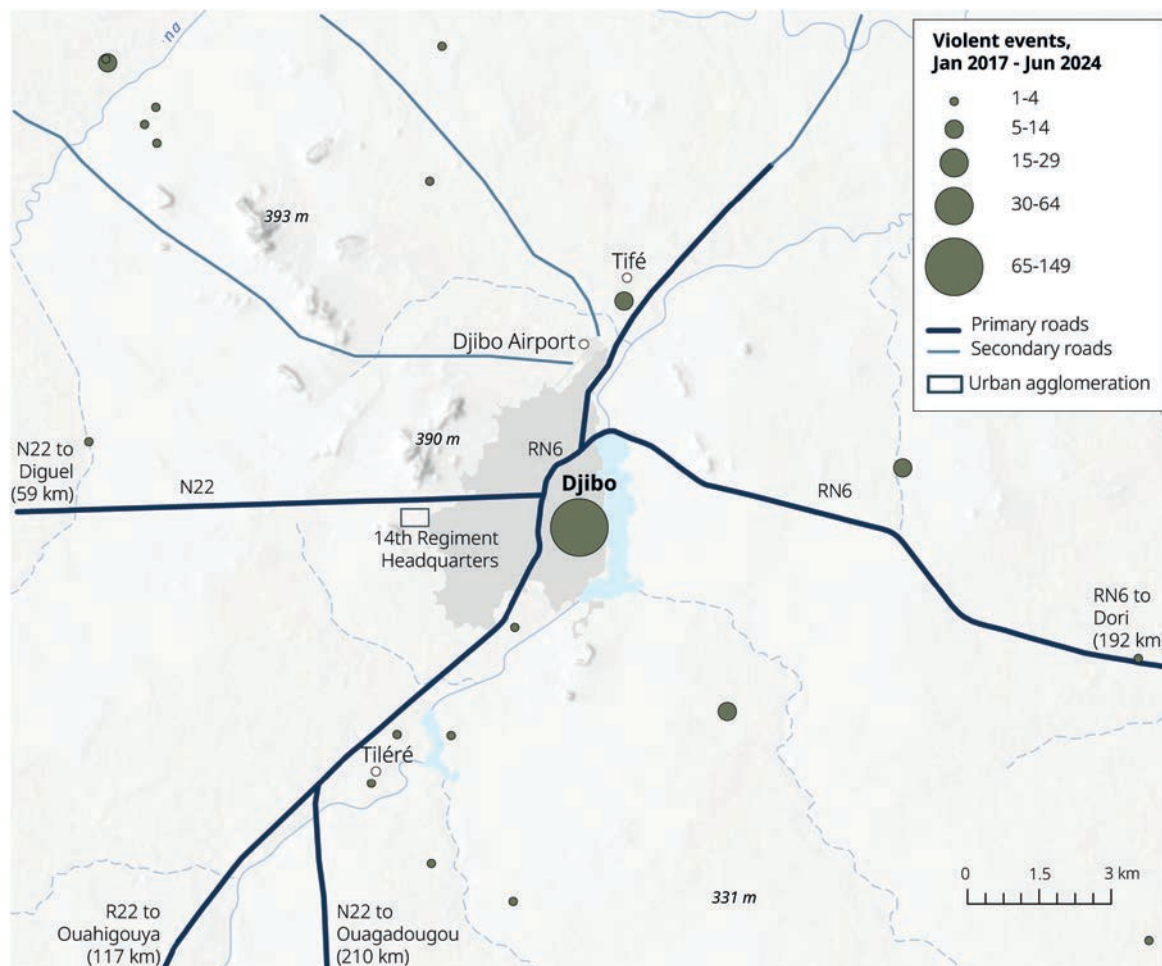 Violent events,
Jan 2017 - Jun 2024
1-4
5-14
15-29
30-64
65-149
Primary roads
Secondary roads
Urban agglomeration
393 m
Tifé
Djibo Airport
390 m
N22 to
Diguel
(59 km)
N22
RN6
Djibo
RN6
14th Regiment
Headquarters
RN6 to
Dori
(192 km)
Tiléré
0
1.5
3 km
331 m
R22 to
Ouahigouya
(117 km)
N22 to
Ouagadougou
(210 km)